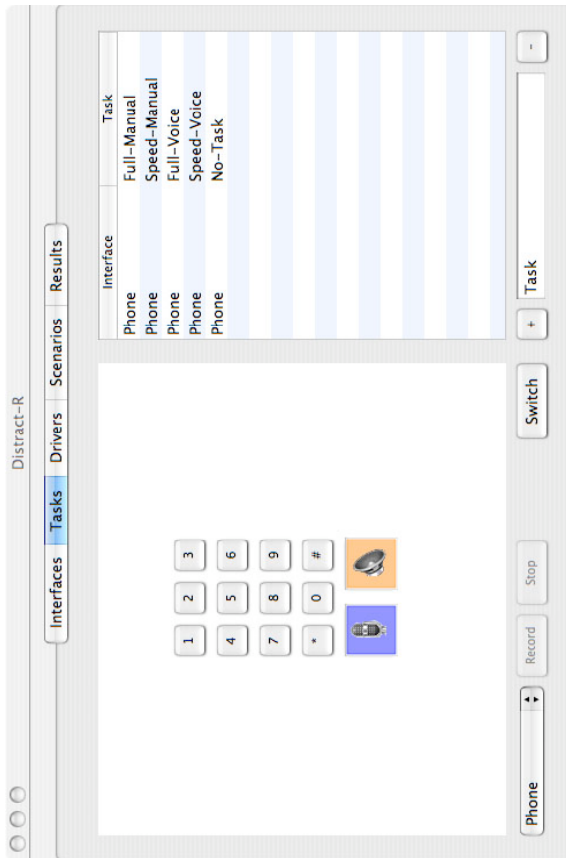 Distract-R
Interfaces Tasks Drivers Scenarios Results
1 2 3
4 5 6
7 8 9
* 0 #
Interface Task
Phone Full-Manual
Phone Speed-Manual
Phone Full-Voice
Phone Speed-Voice
Phone No-Task
Phone Record Stop Switch + Task -